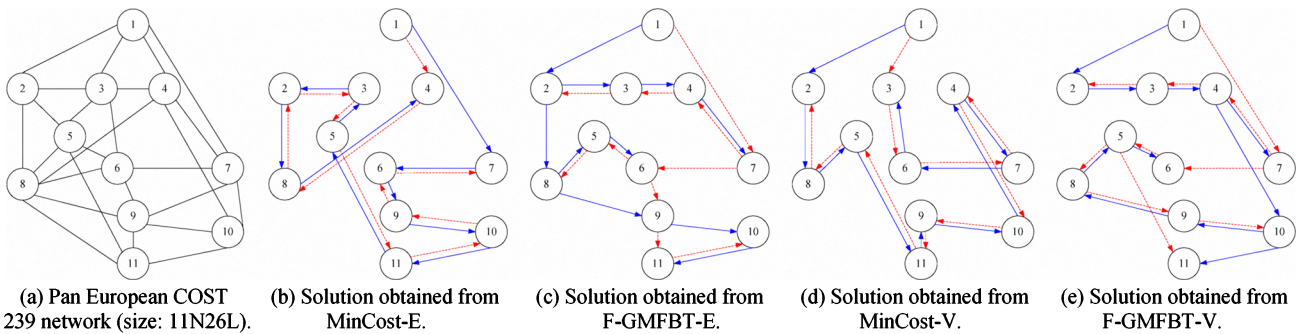 1 1 1 1 1
2 3 4 2 3 4 2 3 4 2 3 4 2 3 4
5 5 5 5 5
6 7 6 7 6 7 6 7 6 7
8 8 8 8 8
9 9 9 9 9
10 10 10 10 10
11 11 11 11 11
(a) Pan European COST
239 network (size: 11N26L).
(b) Solution obtained from
MinCost-E.
(c) Solution obtained from
F-GMFBT-E.
(d) Solution obtained from
MinCost-V.
(e) Solution obtained from
F-GMFBT-V.